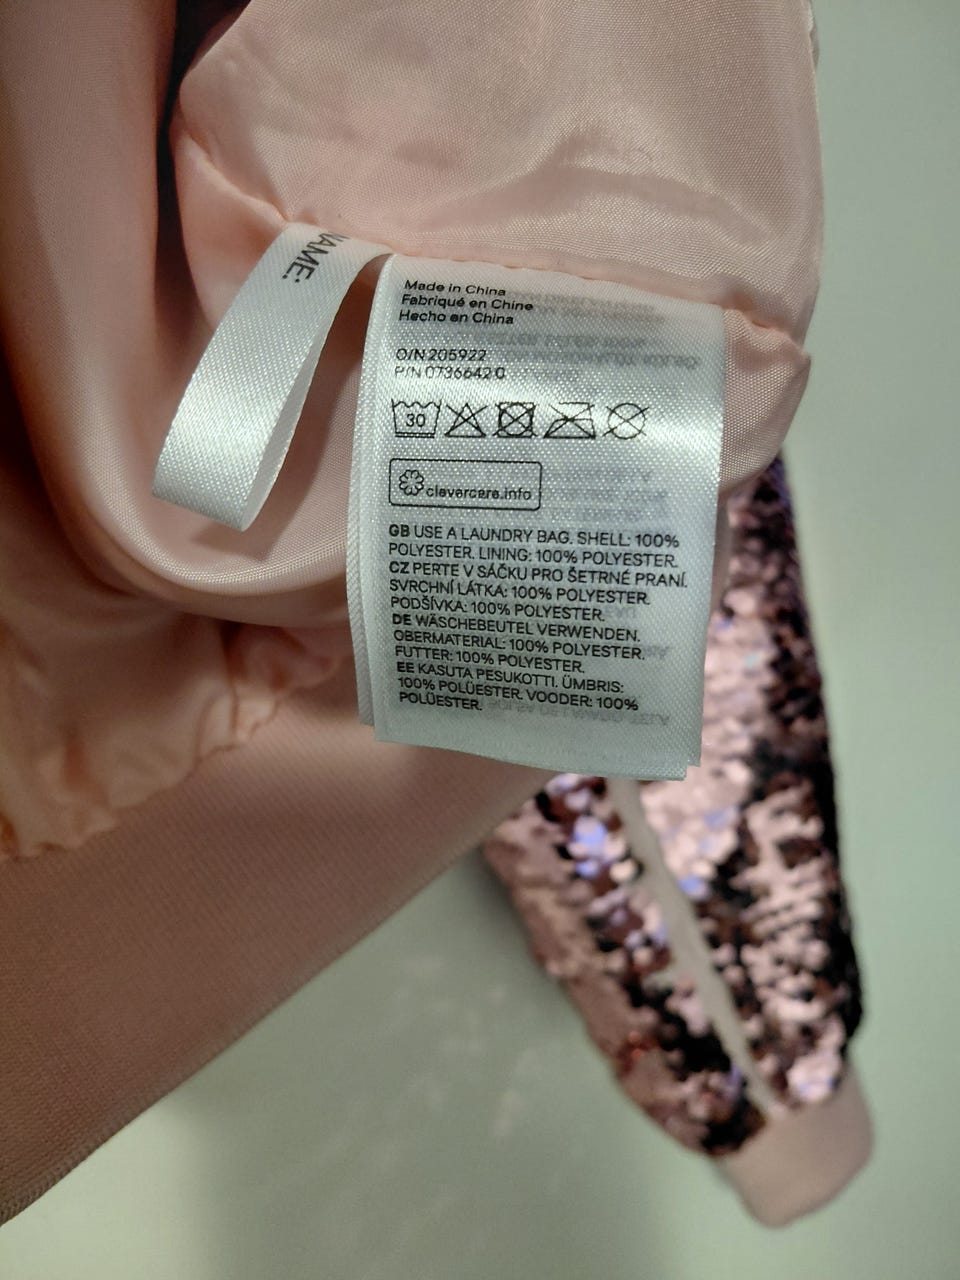 NAME:
Made in China
Fabriqué en Chine
Hecho en China
O/N 205922
P/N 0736642 0
30
clevercare.info
GB USE A LAUNDRY BAG. SHELL: 100%
POLYESTER. LINING: 100% POLYESTER.
CZ PERTE V SÁČKU PRO ŠETRNÉ PRANÍ.
SVRCHNÍ LÁTKA: 100% POLYESTER.
PODŠÍVKA: 100% POLYESTER.
DE WÄSCHEBEUTEL VERWENDEN.
OBERMATERIAL: 100% POLYESTER.
FUTTER: 100% POLYESTER.
EE KASUTA PESUKOTTI. ÜMBRIS:
100% POLÜESTER. VOODER: 100%
POLÜESTER.